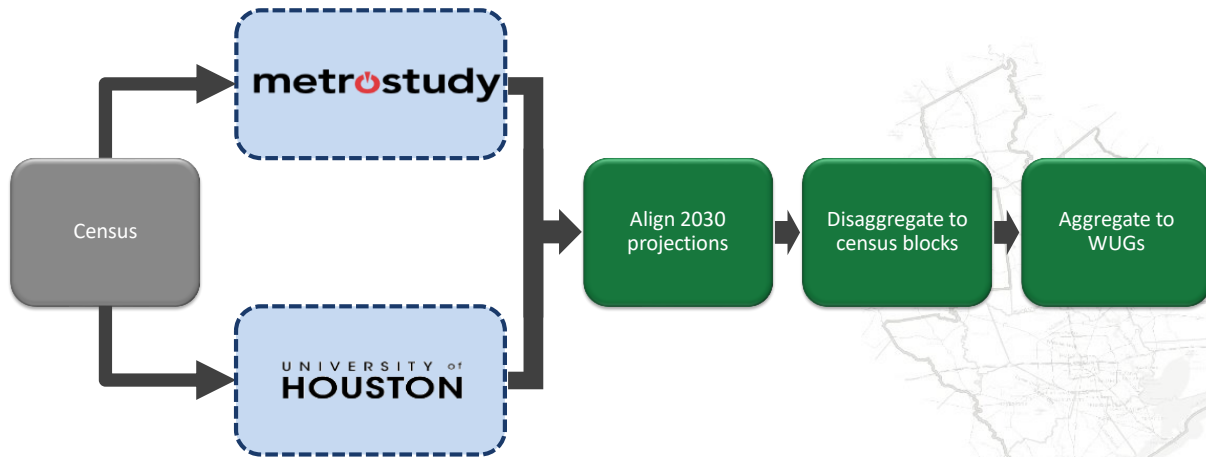 metrostudy
Census
Align 2030
projections
Disaggregate to
census blocks
Aggregate to
WUGs
UNIVERSITY of
HOUSTON